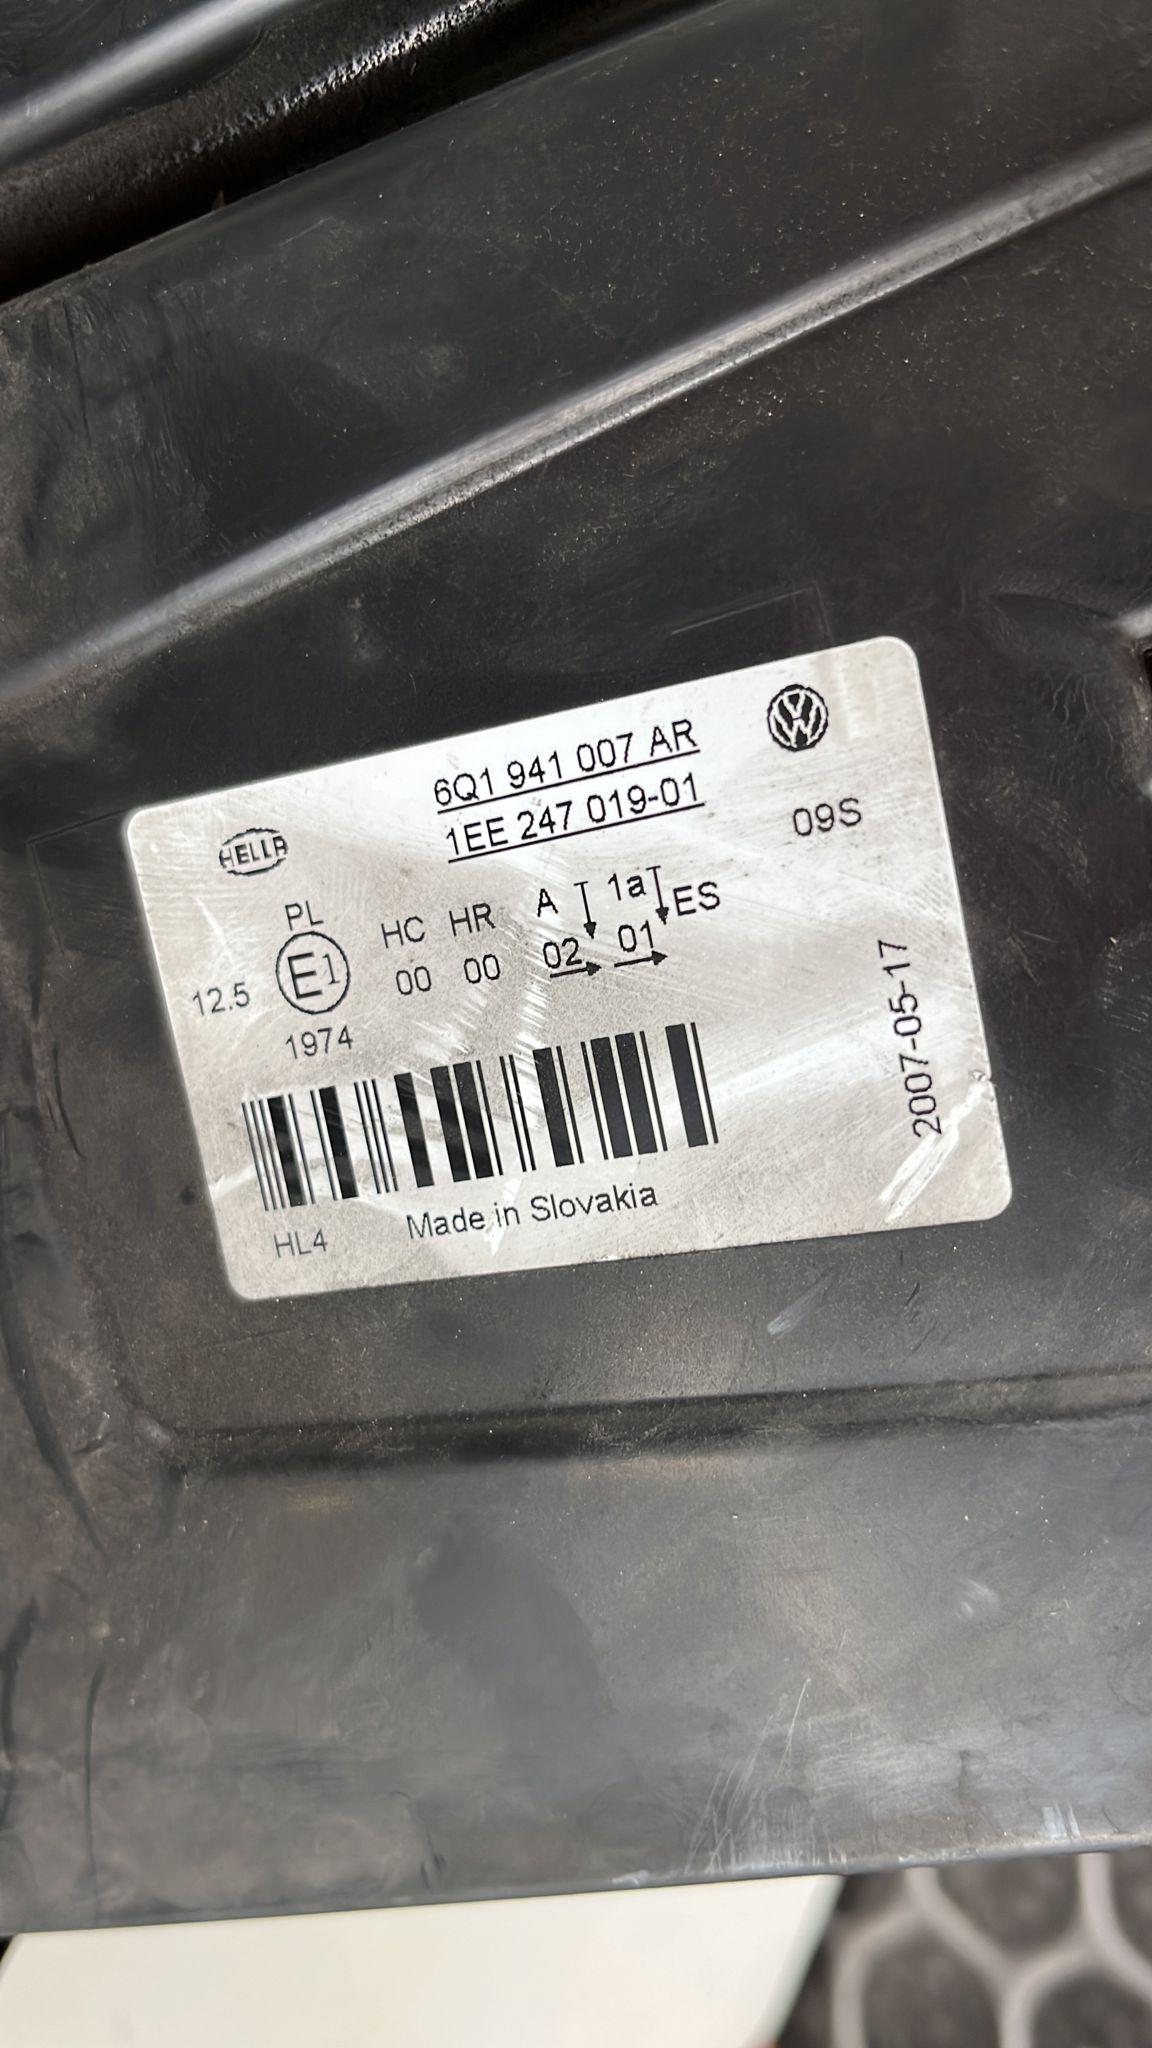 6Q1 941 007 AR
1EE 247 019-01
HELLA
09S
PL
HC HR A 1a ES
12.5 E1 00 00 02 01
1974
2007-05-17
HL4
Made in Slovakia